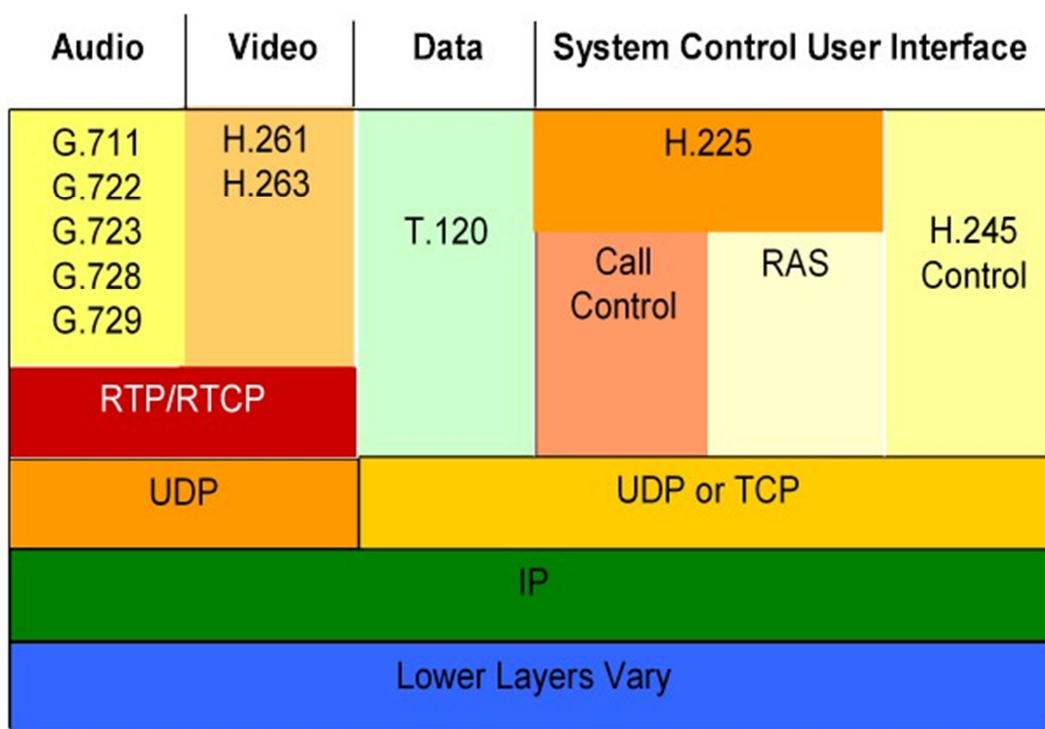 Audio
Video
Data
System Control User Interface
G.711
G.722
G.723
G.728
G.729
H.261
H.263
T.120
H.225
Call
Control
RAS
H.245
Control
RTP/RTCP
UDP
UDP or TCP
IP
Lower Layers Vary